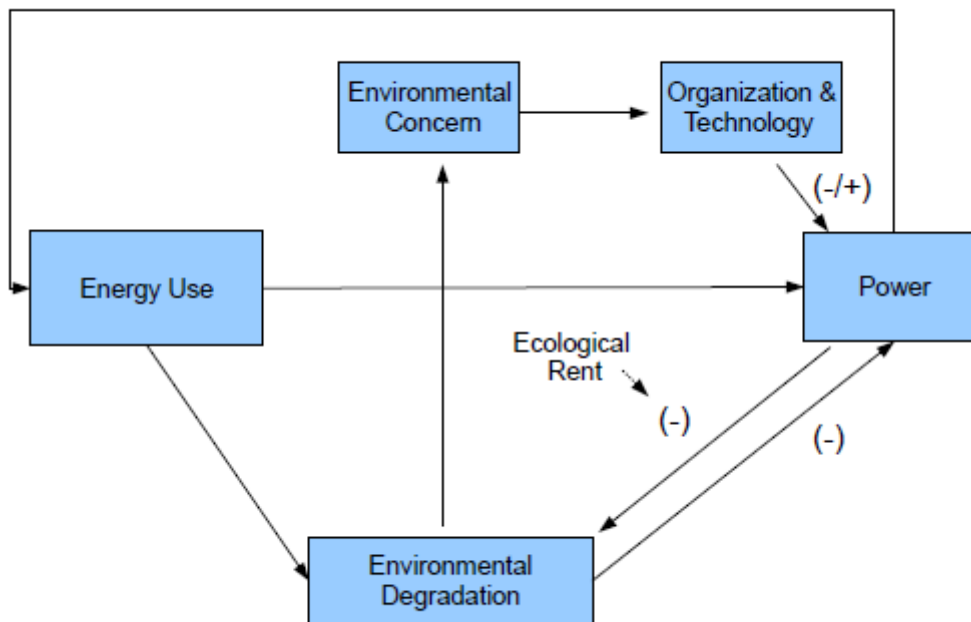 Environmental
Concern
Organization &
Technology
(-/+)
Energy Use
Power
Ecological
Rent
(-)
(-)
Environmental
Degradation